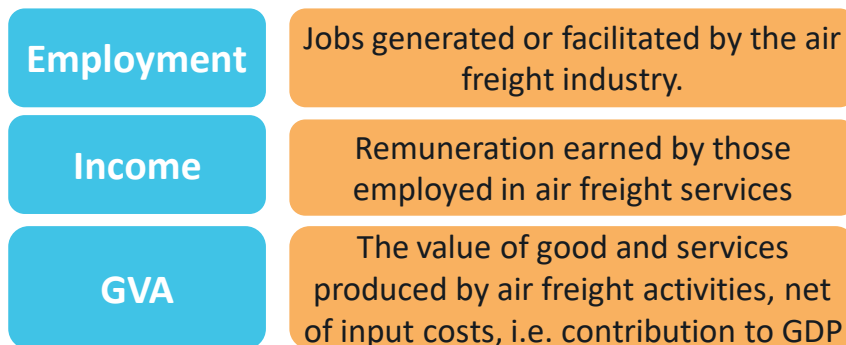 Employment
Jobs generated or facilitated by the air
freight industry.
Income
Remuneration earned by those
employed in air freight services
GVA
The value of good and services
produced by air freight activities, net
of input costs, i.e. contribution to GDP